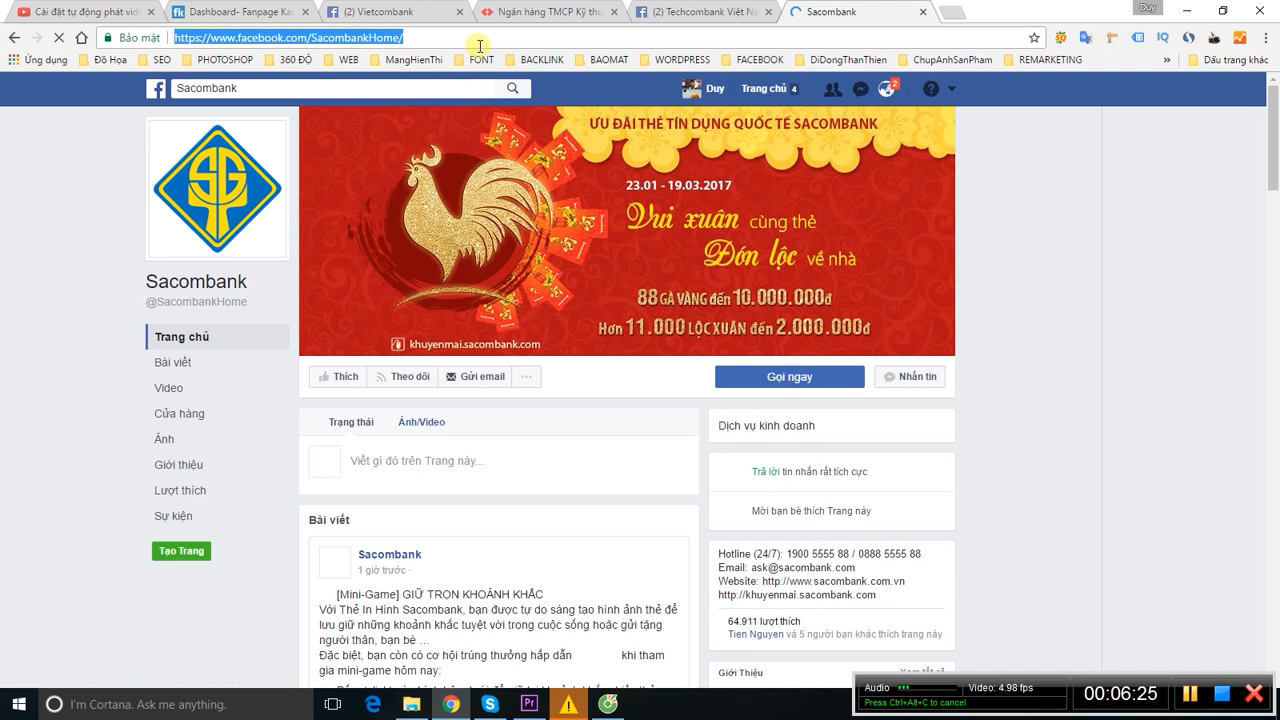 Duy
Cài đặt tự động phát vide
Dashboard- Fanpage Ka
(2) Vietcombank
Ngân hàng TMCP Kỹ thu
(2) Techcombank Việt Na
Sacombank
Bảo mật
https://www.facebook.com/SacombankHome/
Ứng dụng
Đồ Họa
SEO
PHOTOSHOP
360 ĐỘ
WEB
MangHienThi
FONT
BACKLINK
BAOMAT
WORDPRESS
FACEBOOK
DiDongThanThien
ChupAnhSanPham
REMARKETING
»
Dấu trang khác
Sacombank
Duy
Trang chủ 4
2
ƯU ĐÃI THẺ TÍN DỤNG QUỐC TẾ SACOMBANK
23.01 - 19.03.2017
Vui xuân cùng thẻ
Đón lộc về nhà
88 GÀ VÀNG đến 10.000.000đ
Hơn 11.000 LỘC XUÂN đến 2.000.000đ
khuyenmai.sacombank.com
Sacombank
@SacombankHome
Trang chủ
Bài viết
Video
Cửa hàng
Ảnh
Giới thiệu
Lượt thích
Sự kiện
Tạo Trang
Thích
Theo dõi
Gửi email
...
Gọi ngay
Nhắn tin
Trạng thái
Ảnh/Video
Viết gì đó trên Trang này...
Bài viết
Sacombank
1 giờ trước ·
[Mini-Game] GIỮ TRỌN KHOẢNH KHẮC
Với Thẻ In Hình Sacombank, bạn được tự do sáng tạo hình ảnh thẻ để
lưu giữ những khoảnh khắc tuyệt vời trong cuộc sống hoặc gửi tặng
người thân, bạn bè ...
Đặc biệt, bạn còn có cơ hội trúng thưởng hấp dẫn khi tham
gia mini-game hôm nay:
Dịch vụ kinh doanh
Trả lời tin nhắn rất tích cực
Mời bạn bè thích Trang này
Hotline (24/7): 1900 5555 88 / 0888 5555 88
Email: ask@sacombank.com
Website: http://www.sacombank.com.vn
http://khuyenmai.sacombank.com
64.911 lượt thích
Tien Nguyen và 5 người bạn khác thích trang này
Giới Thiệu
Audio
Video: 4.98 fps
Press Ctrl+Alt+C to cancel
00:06:25
I'm Cortana. Ask me anything.